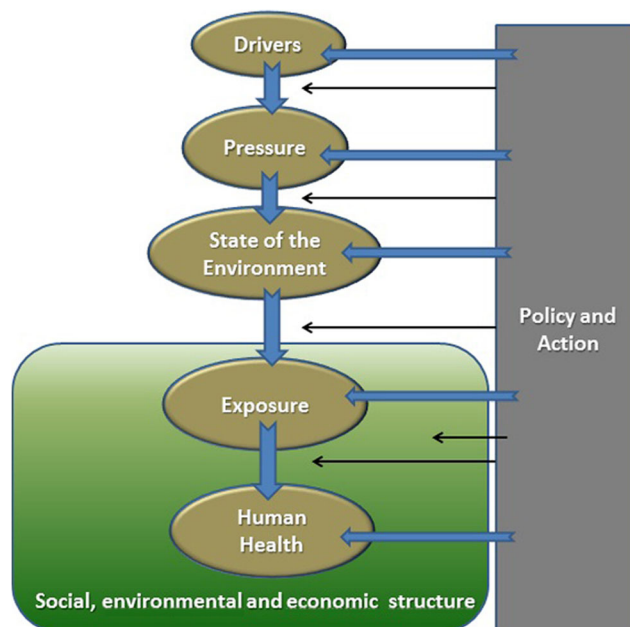 Drivers
Pressure
State of the
Environment
Policy and
Action
Exposure
Human
Health
Social, environmental and economic structure